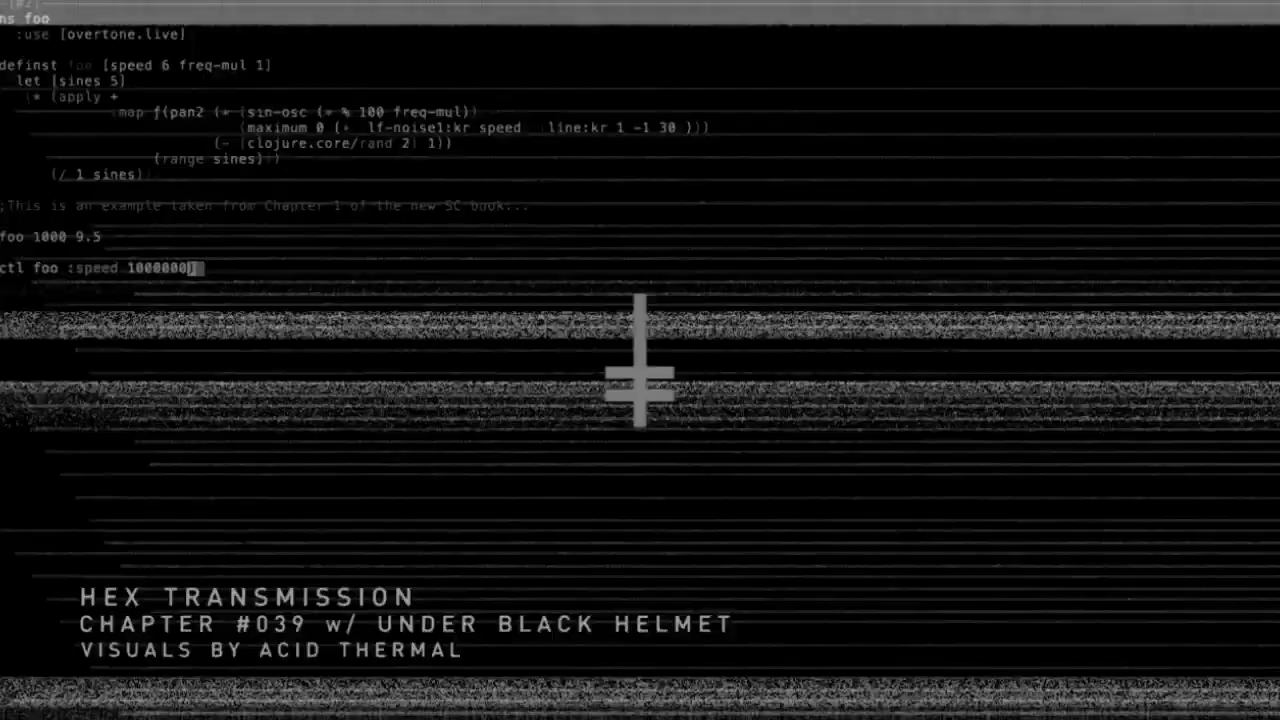 ns foo
:use [overtone.live]
definst foo [speed 6 freq-mul 1]
let [sines 5]
(* (apply +
map f(pan2 (* (sin-osc (* % 100 freq-mul))
(maximum 0 (+ lf-noise1:kr speed line:kr 1 -1 30 )))
(- (clojure.core/rand 2) 1))
(range sines)))
(/ 1 sines)
;This is an example taken from Chapter 1 of the new SC book...
foo 1000 9.5
ctl foo :speed 1000000)
HEX TRANSMISSION
CHAPTER #039 w/ UNDER BLACK HELMET
VISUALS BY ACID THERMAL